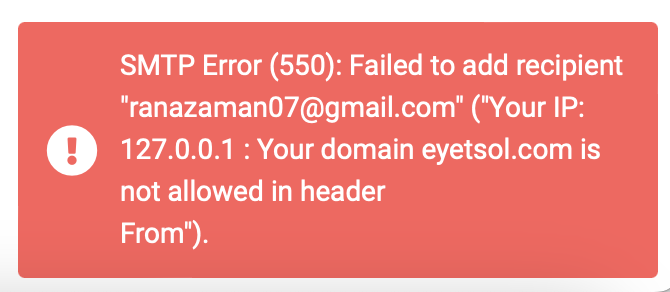 SMTP Error (550): Failed to add recipient
"ranazaman07@gmail.com" ("Your IP:
127.0.0.1 : Your domain eyetsol.com is
not allowed in header
From").